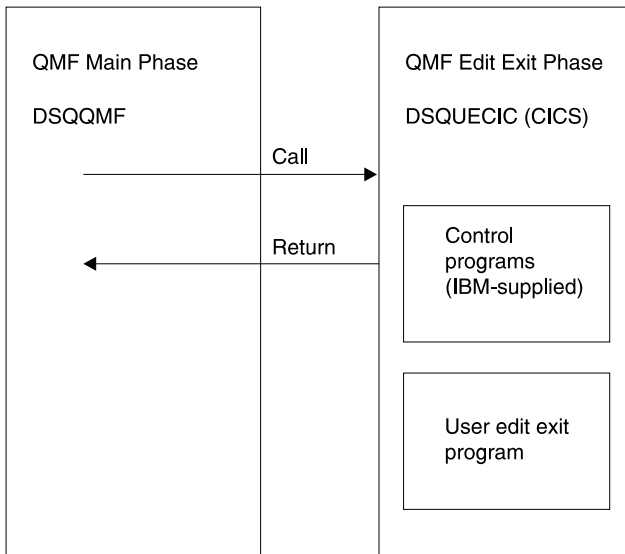 QMF Main Phase
DSQQMF
QMF Edit Exit Phase
DSQUECIC (CICS)
Call
Return
Control
programs
(IBM-supplied)
User edit exit
program